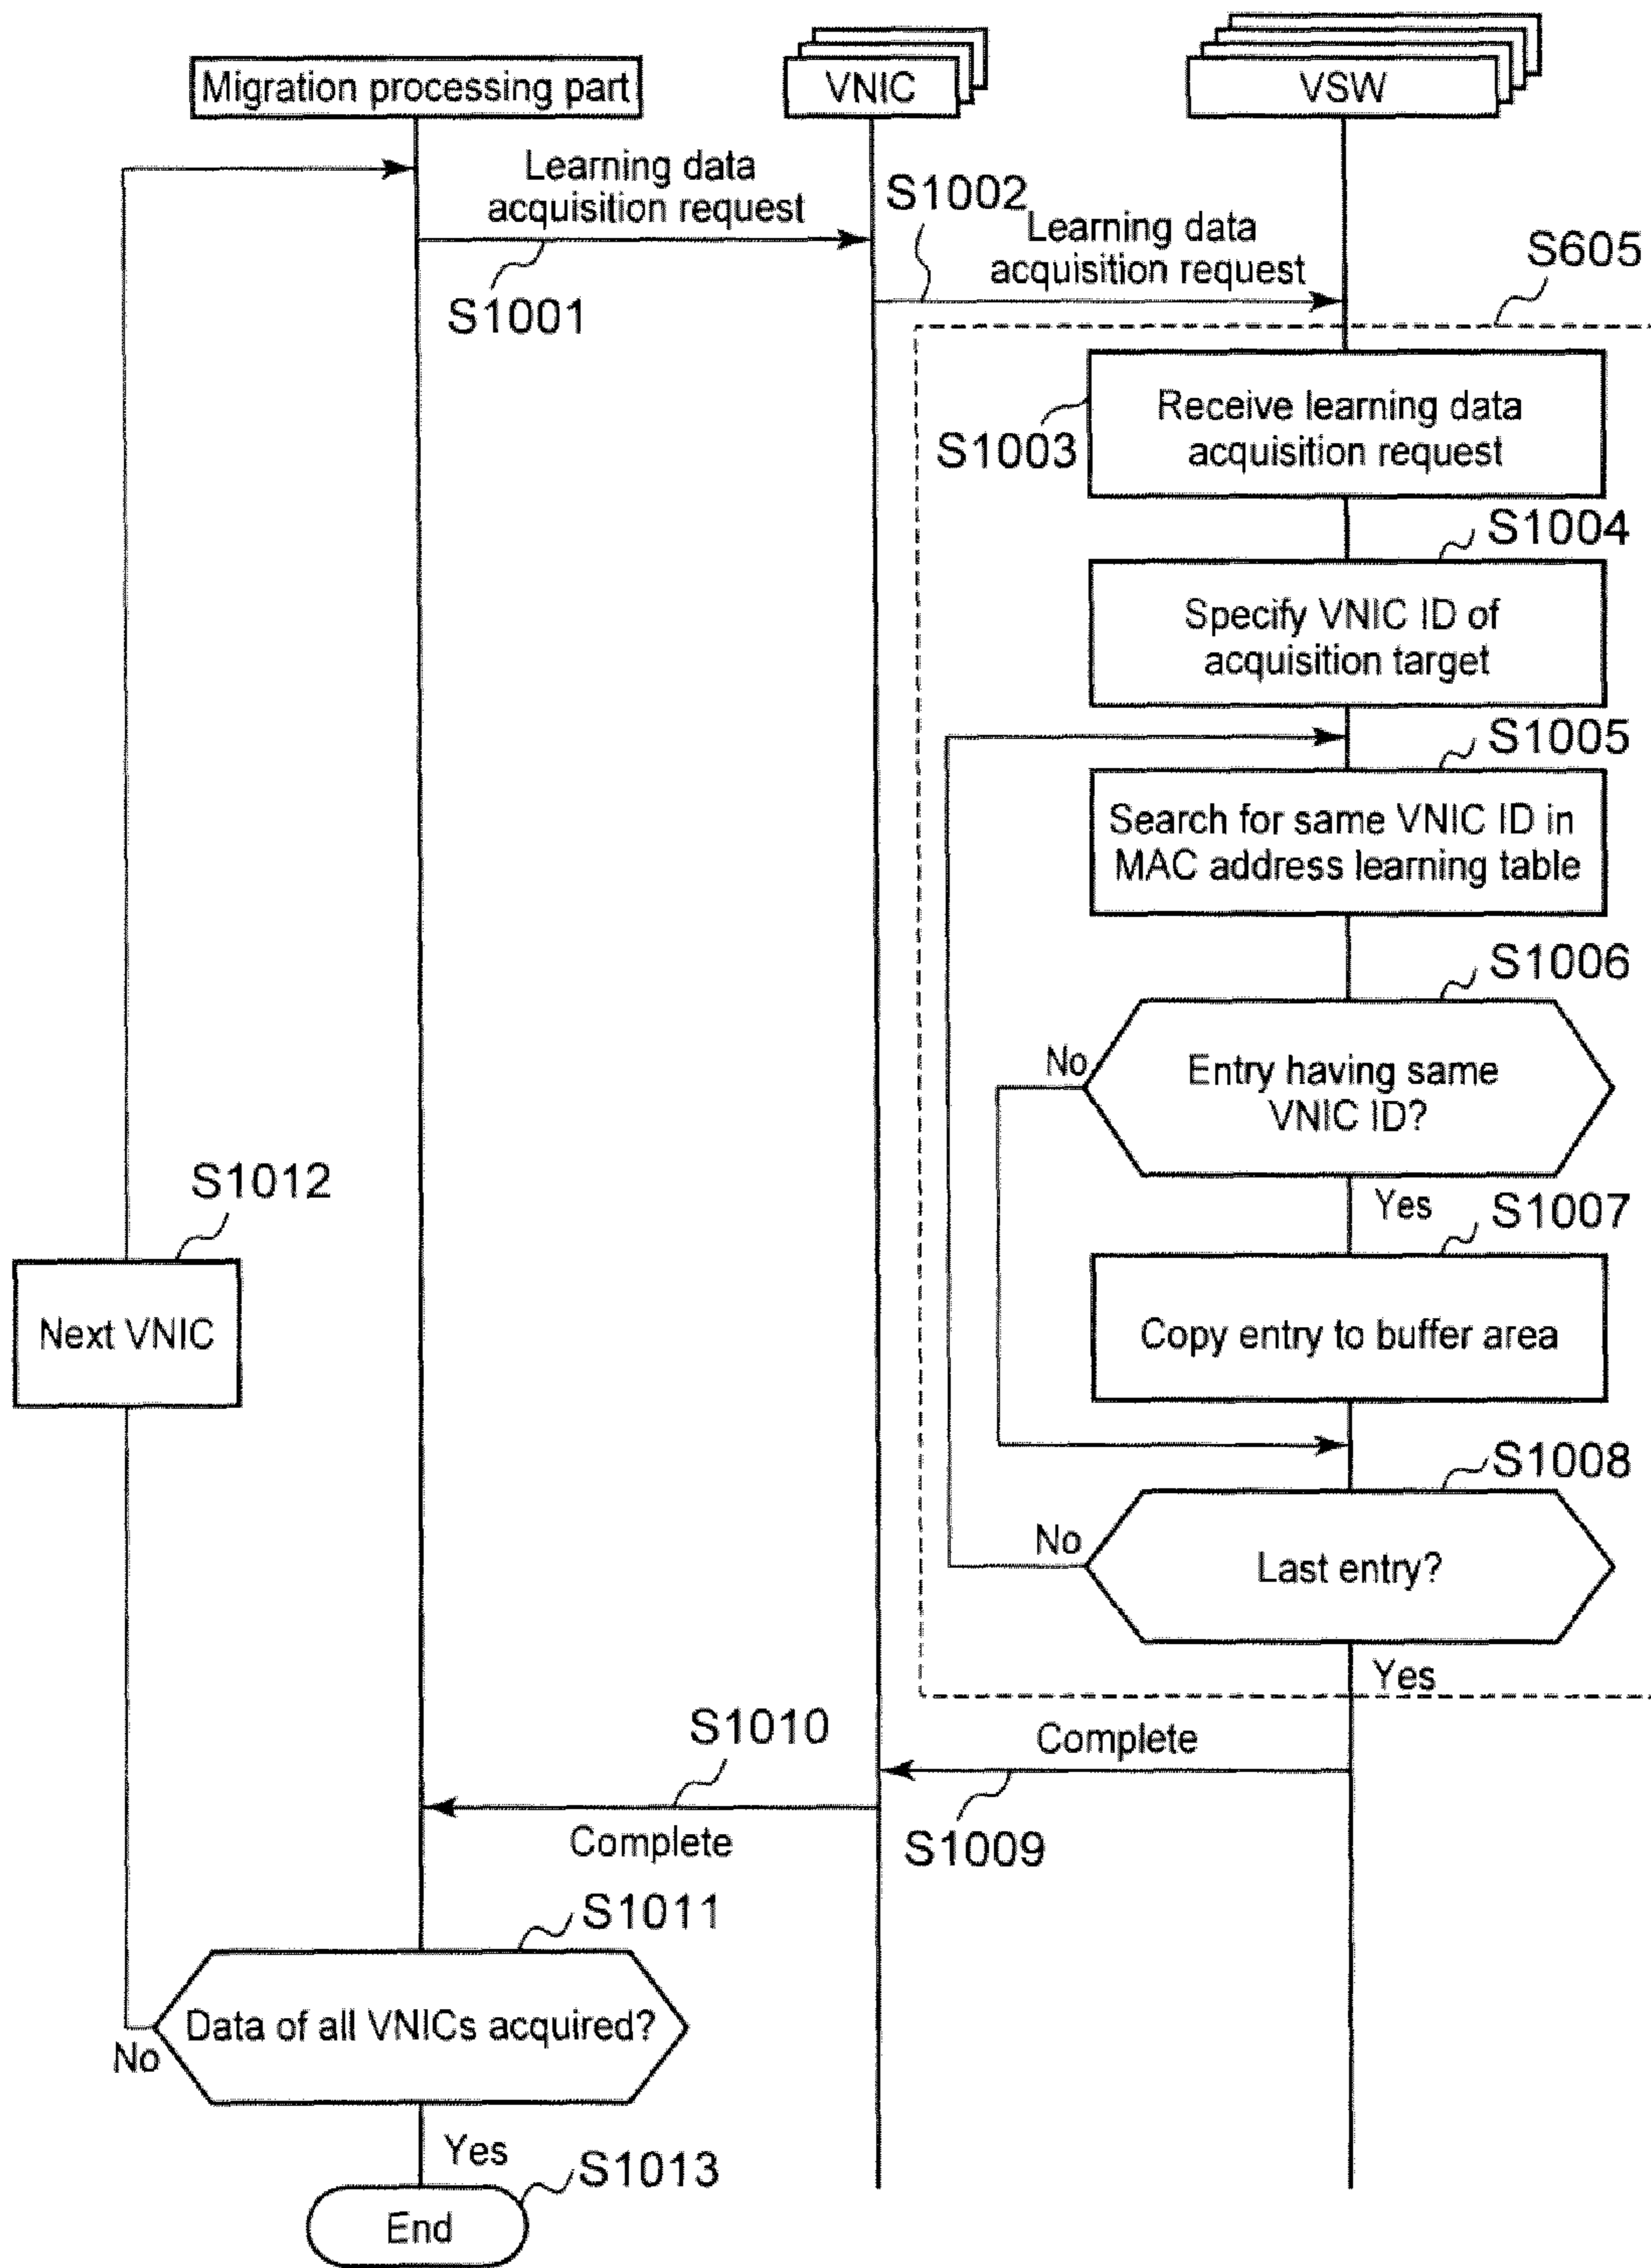 Migration processing part
VNIC
VSW
Learning data
acquisition request
S1001
S1002
Learning data
acquisition request
S605
S1003
Receive learning data
acquisition request
S1004
Specify VNIC ID of
acquisition target
S1005
Search for same VNIC ID in
MAC address learning table
S1006
No
Entry having same
VNIC ID?
Yes
S1007
Copy entry to buffer area
S1012
Next VNIC
S1008
No
Last entry?
Yes
Complete
S1009
S1010
Complete
S1011
Data of all VNICs acquired?
No
Yes
S1013
End